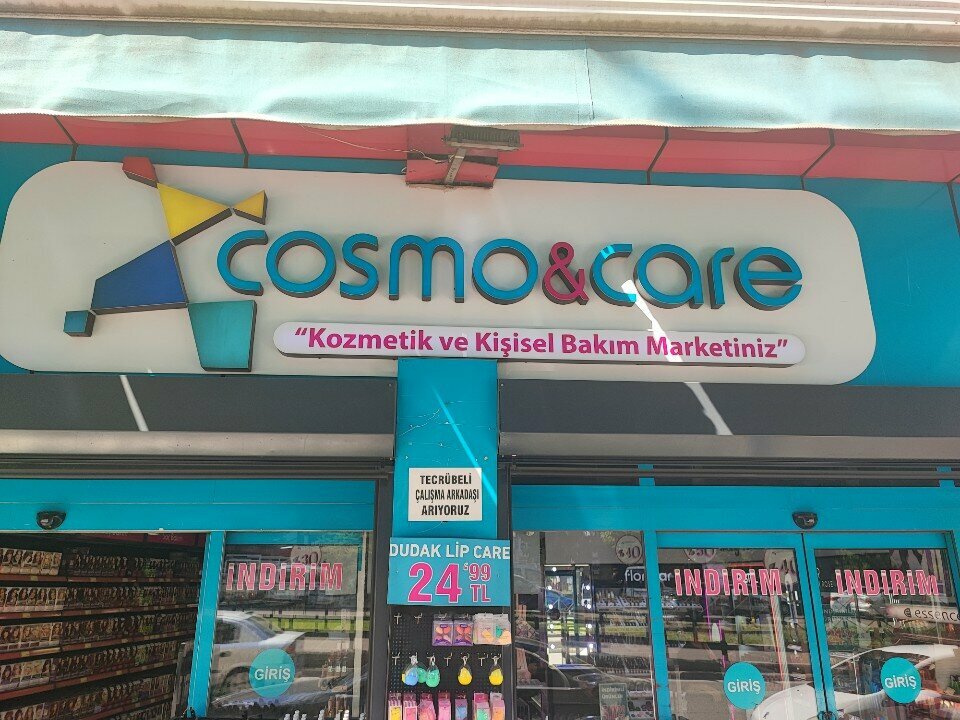 cosmo&care
“Kozmetik ve Kişisel Bakım Marketiniz”
TECRÜBELİ
ÇALIŞMA ARKADAŞI
ARIYORUZ
DUDAK LIP CARE
24 99 TL
İNDİRİM
İNDİRİM
İNDİRİM
essence
GİRİŞ
GİRİŞ
GİRİŞ